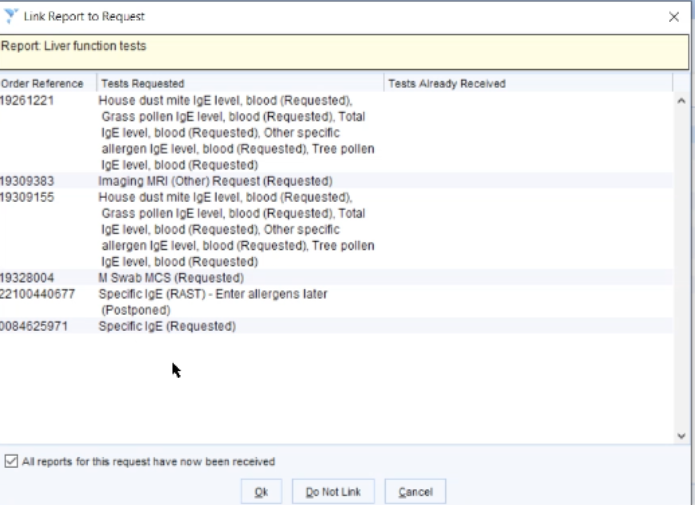 Link Report to Request
Report: Liver function tests
Order Reference Tests Requested Tests Already Received
19261221 House dust mite IgE level, blood (Requested),
Grass pollen IgE level, blood (Requested), Total
IgE level, blood (Requested), Other specific
allergen IgE level, blood (Requested), Tree pollen
IgE level, blood (Requested)
19309383 Imaging MRI (Other) Request (Requested)
19309155 House dust mite IgE level, blood (Requested),
Grass pollen IgE level, blood (Requested), Total
IgE level, blood (Requested), Other specific
allergen IgE level, blood (Requested), Tree pollen
IgE level, blood (Requested)
19328004 M Swab MCS (Requested)
22100440677 Specific IgE (RAST) - Enter allergens later
(Postponed)
0084625971 Specific IgE (Requested)
All reports for this request have now been received
Ok Do Not Link Cancel